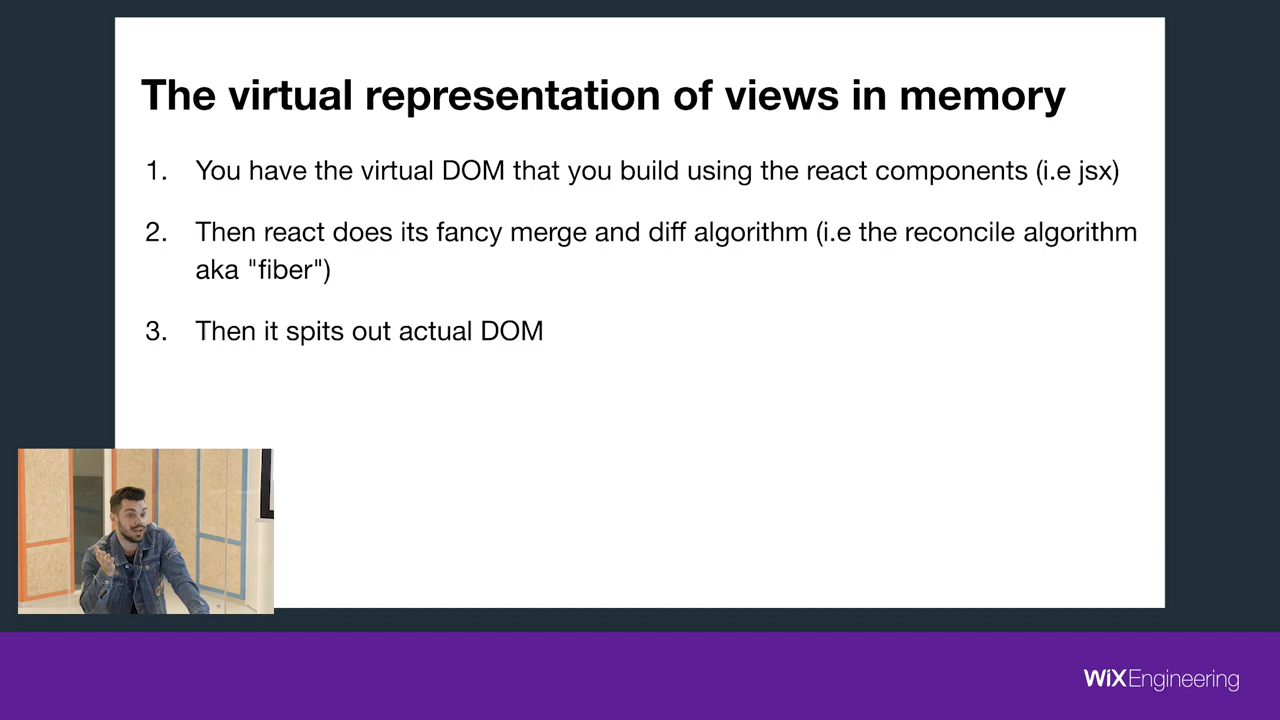 The virtual representation of views in memory
1. You have the virtual DOM that you build using the react components (i.e jsx)
2. Then react does its fancy merge and diff algorithm (i.e the reconcile algorithm
aka "fiber")
3. Then it spits out actual DOM
WiXEngineering